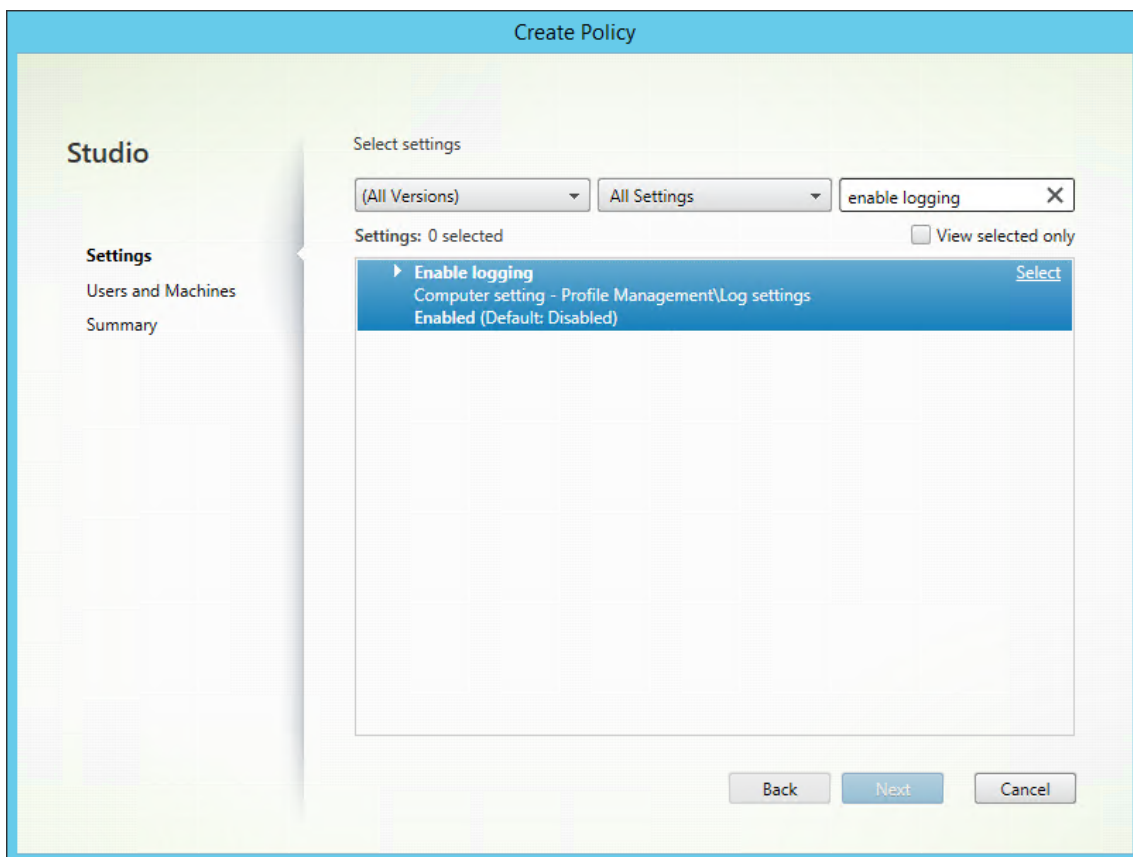 Create Policy
Studio
Settings
Users and Machines
Summary
Select settings
(All Versions)
All Settings
enable logging
Settings: 0 selected
View selected only
Enable logging
Select
Computer setting - Profile Management\Log settings
Enabled (Default: Disabled)
Back
Next
Cancel